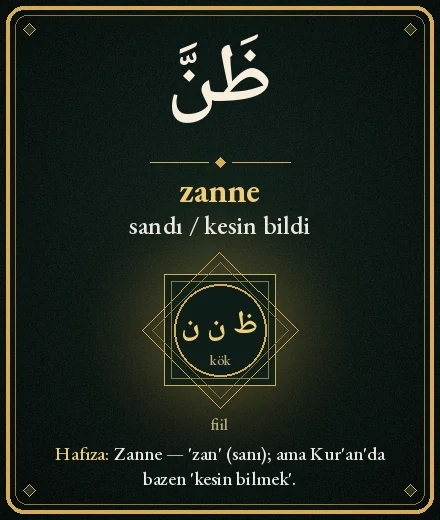 ظَنَّ
zanne
sandı / kesin bildi
ظ ن ن
kök
fiil
Hafıza: Zanne — 'zan' (sanı); ama Kur'an'da
bazen 'kesin bilmek'.